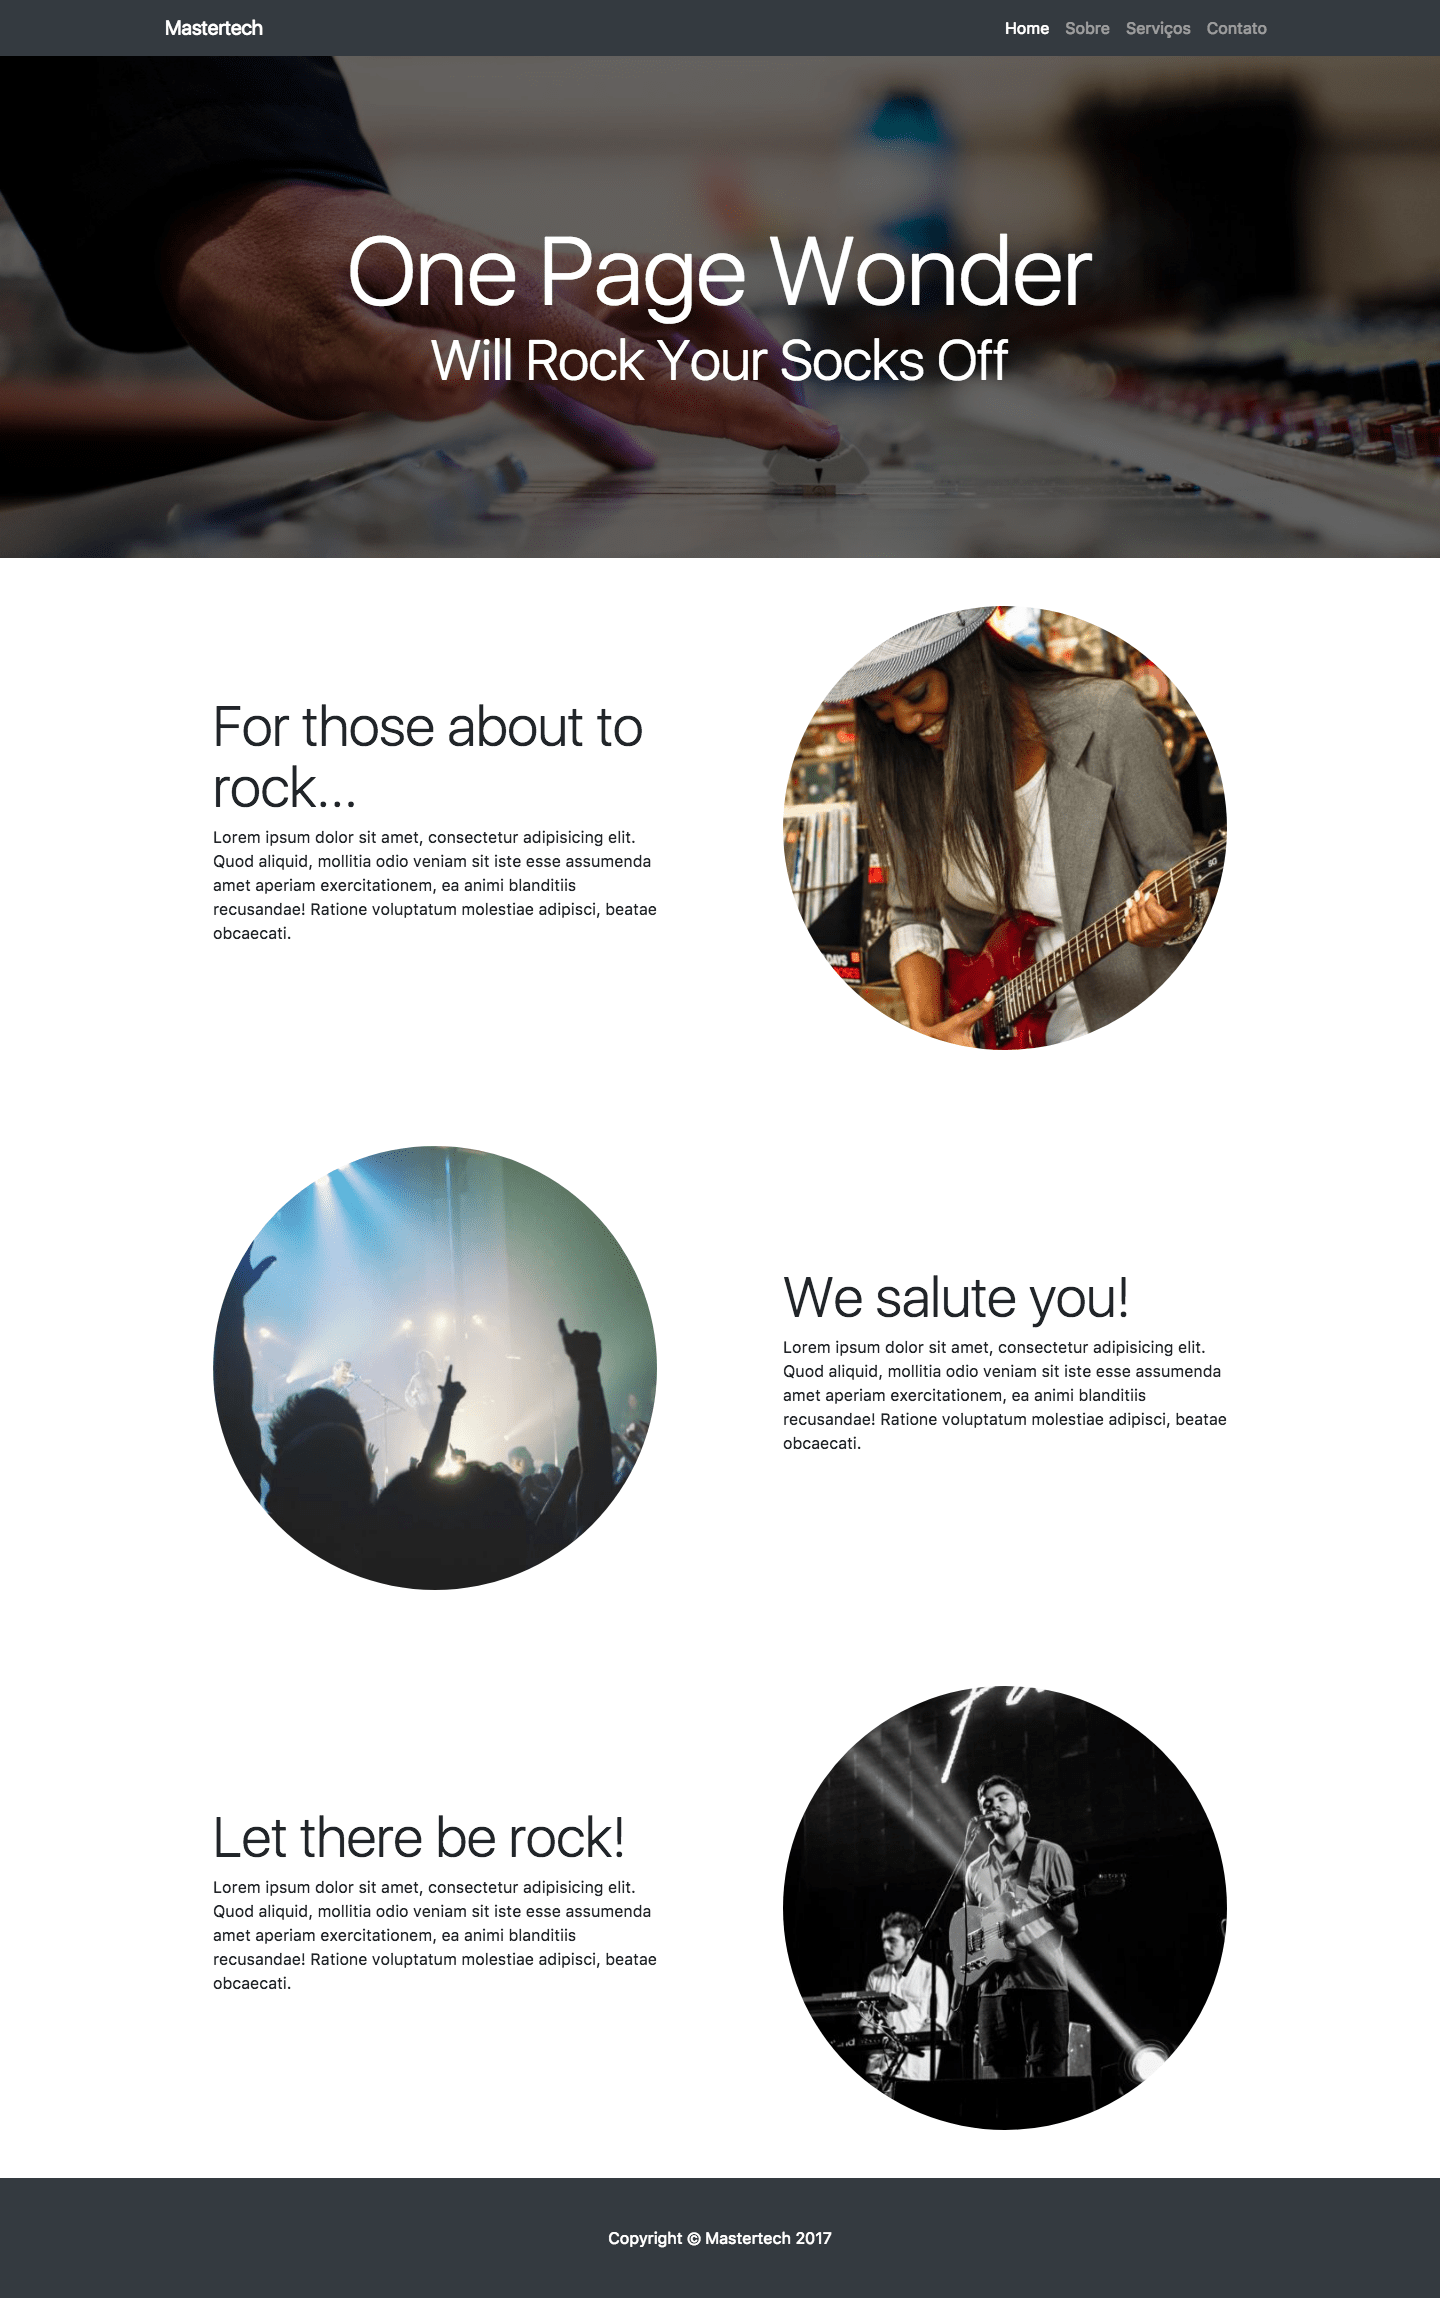 Mastertech
Home Sobre Serviços Contato
One Page Wonder
Will Rock Your Socks Off
For those about to
rock...
Lorem ipsum dolor sit amet, consectetur adipisicing elit.
Quod aliquid, mollitia odio veniam sit iste esse assumenda
amet aperiam exercitationem, ea animi blanditiis
recusandae! Ratione voluptatum molestiae adipisci, beatae
obcaecati.
We salute you!
Lorem ipsum dolor sit amet, consectetur adipisicing elit.
Quod aliquid, mollitia odio veniam sit iste esse assumenda
amet aperiam exercitationem, ea animi blanditiis
recusandae! Ratione voluptatum molestiae adipisci, beatae
obcaecati.
Let there be rock!
Lorem ipsum dolor sit amet, consectetur adipisicing elit.
Quod aliquid, mollitia odio veniam sit iste esse assumenda
amet aperiam exercitationem, ea animi blanditiis
recusandae! Ratione voluptatum molestiae adipisci, beatae
obcaecati.
Copyright © Mastertech 2017